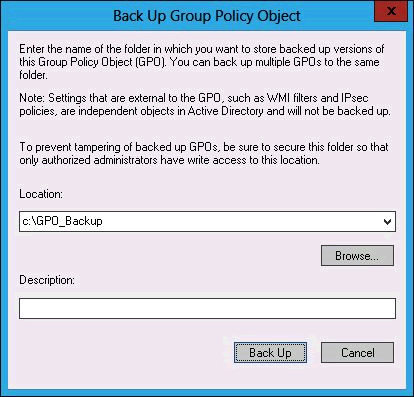 Back Up Group Policy Object
x
Enter the name of the folder in which you want to store backed up versions of
this Group Policy Object (GPO). You can back up multiple GPOs to the same
folder.
Note: Settings that are external to the GPO, such as WMI filters and IPsec
policies, are independent objects in Active Directory and will not be backed up.
To prevent tampering of backed up GPOs, be sure to secure this folder so that
only authorized administrators have write access to this location.
Location:
c:\GPO_Backup
Browse...
Description:
Back Up
Cancel